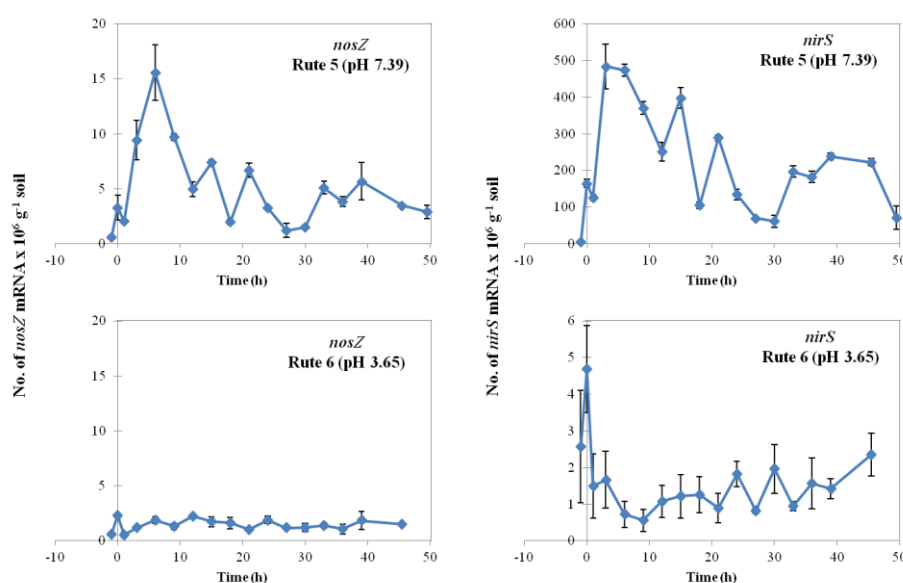 nosZ
Rute 5 (pH 7.39)
20
15
10
5
0
-10 0 10 20 30 40 50
Time (h)
nirS
Rute 5 (pH 7.39)
600
500
400
300
200
100
0
-10 0 10 20 30 40 50
Time (h)
No. of nosZ mRNA x 10⁶ g⁻¹ soil
No. of nirS mRNA x 10⁶ g⁻¹ soil
nosZ
Rute 6 (pH 3.65)
20
15
10
5
0
-10 0 10 20 30 40 50
Time (h)
nirS
Rute 6 (pH 3.65)
6
5
4
3
2
1
0
-10 0 10 20 30 40 50
Time (h)